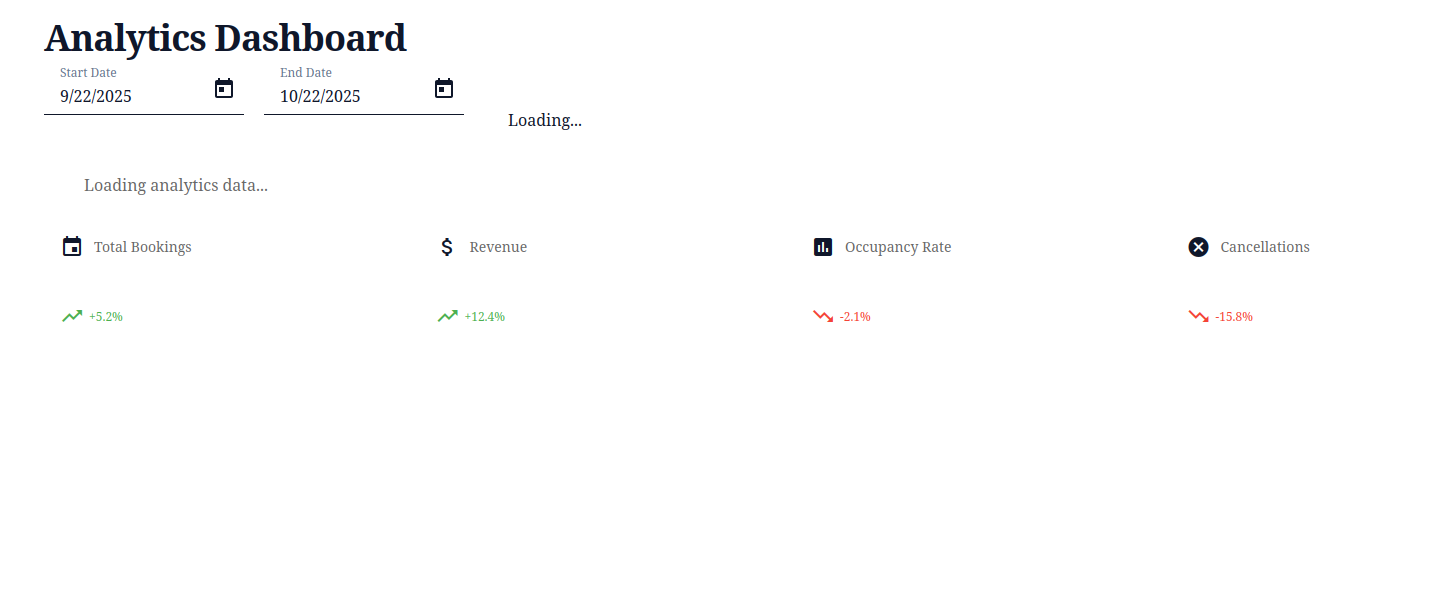 Analytics Dashboard
Start Date
End Date
9/22/2025
10/22/2025
Loading...
Loading analytics data...
Total Bookings
Revenue
Occupancy Rate
Cancellations
+5.2%
+12.4%
-2.1%
-15.8%